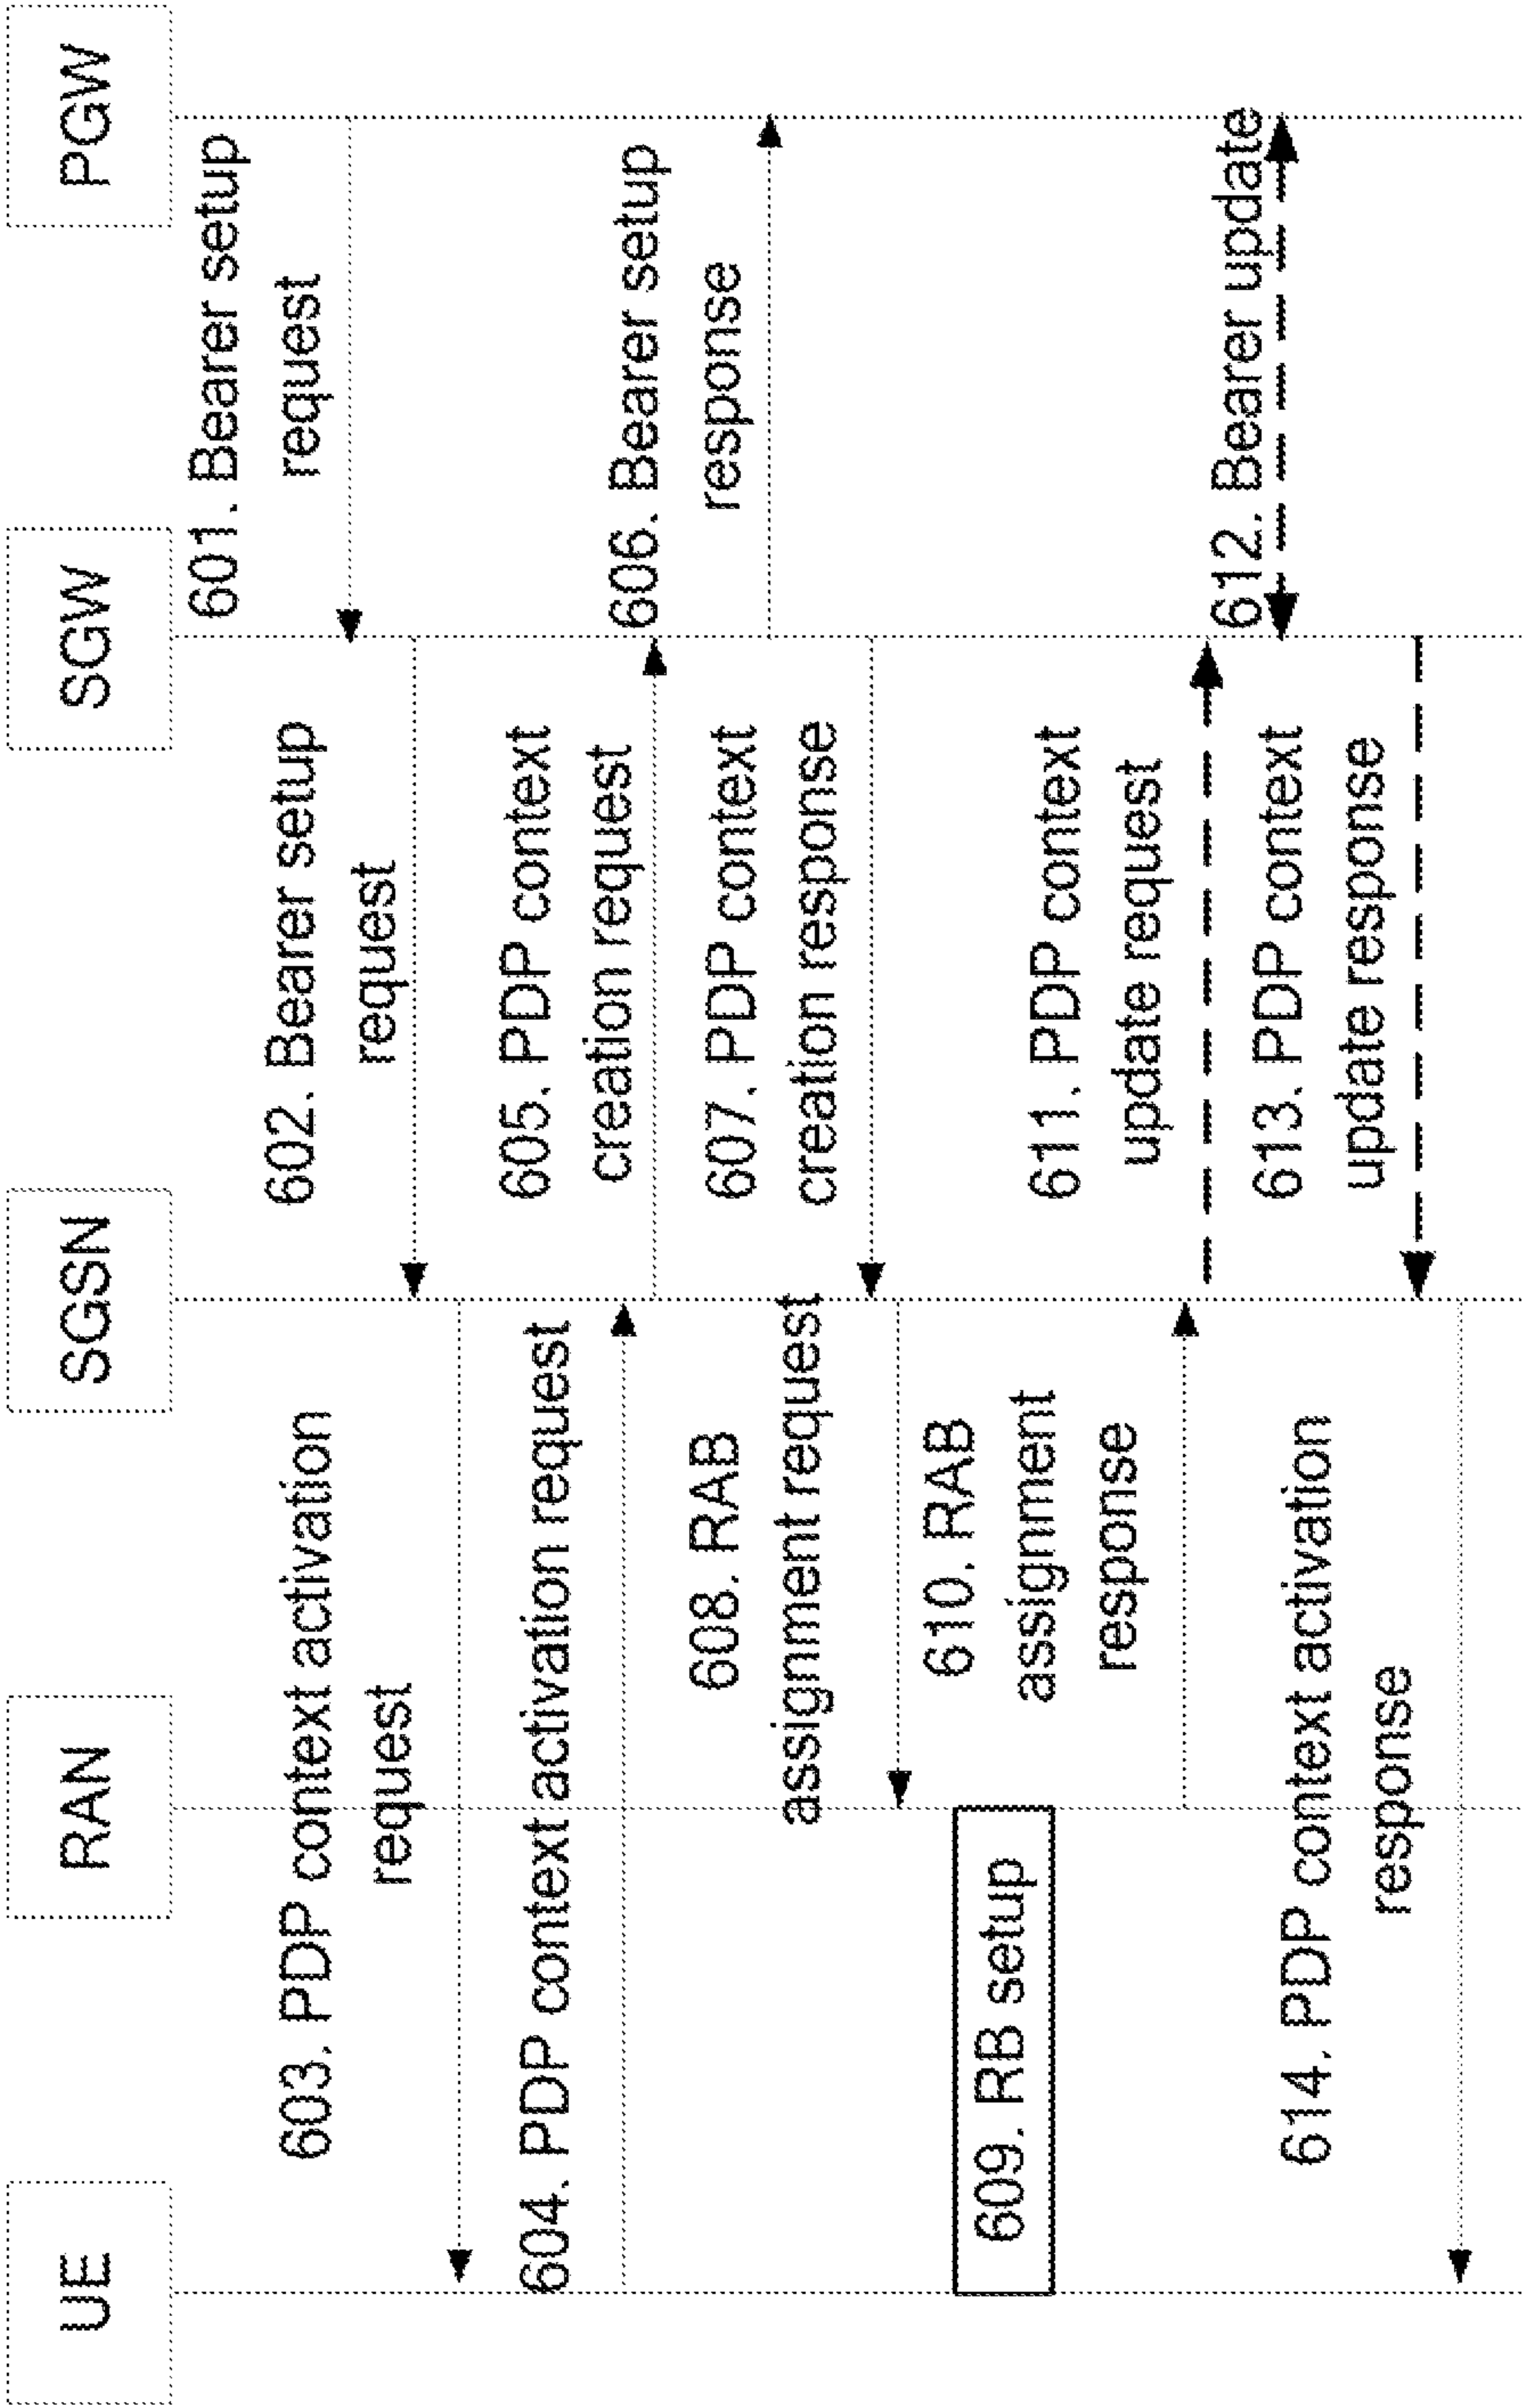 UE
RAN
SGSN
SGW
PGW
601. Bearer setup
request
602. Bearer setup
request
603. PDP context activation
request
604. PDP context activation request
605. PDP context
creation request
606. Bearer setup
response
607. PDP context
creation response
608. RAB
assignment request
609. RB setup
610. RAB
assignment
response
611. PDP context
update request
612. Bearer update
613. PDP context
update response
614. PDP context activation
response